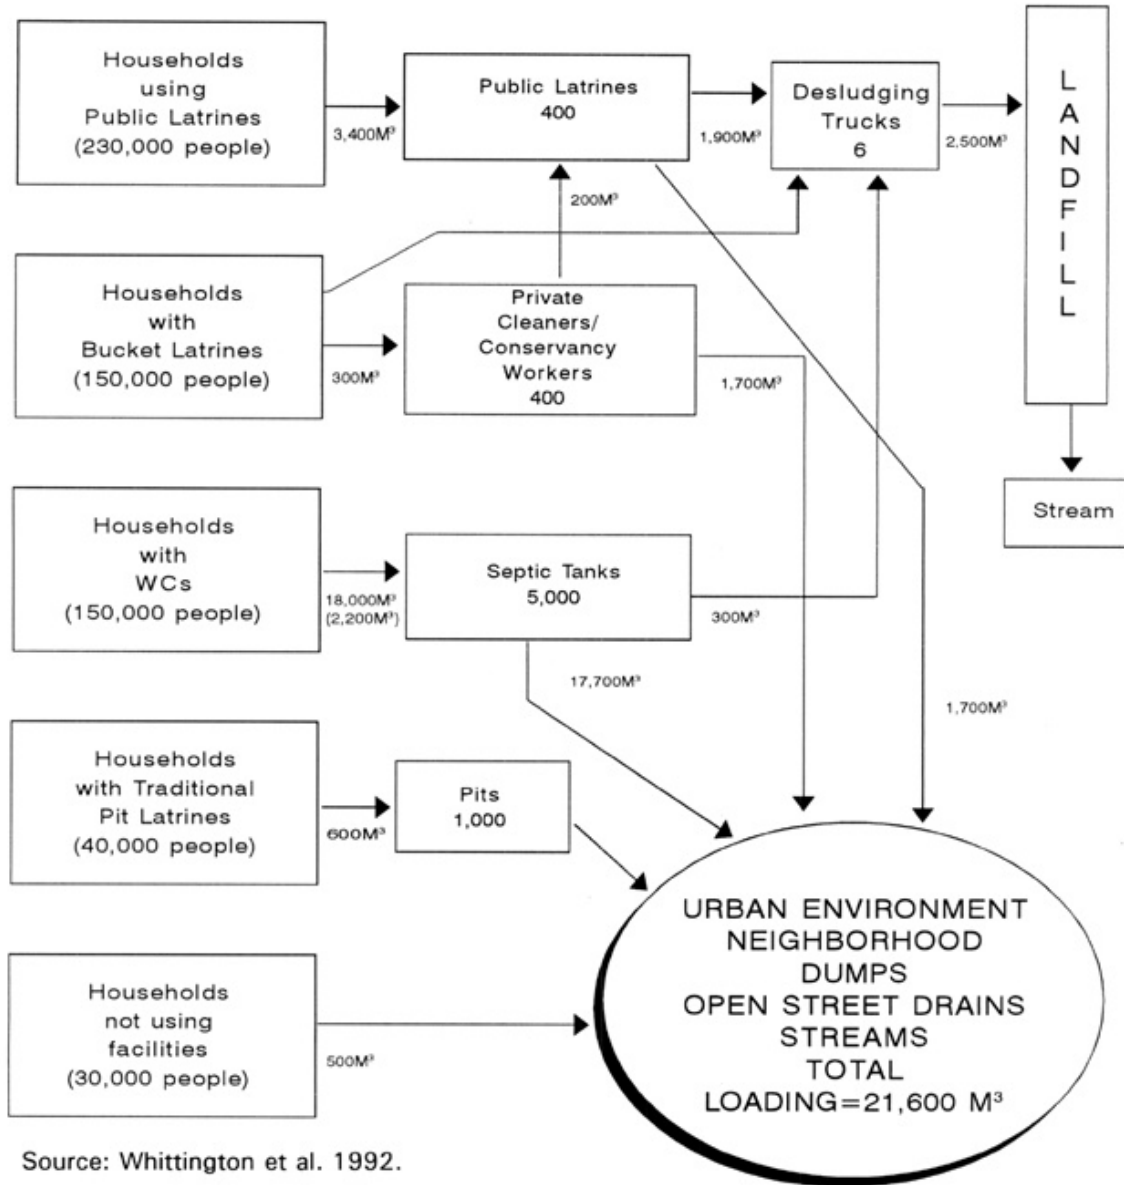 Households
using
Public Latrines
(230,000 people)
3,400M³
Public Latrines
400
1,900M³
Desludging
Trucks
6
2,500M³
L
A
N
D
F
I
L
L
Stream
200M³
Households
with
Bucket Latrines
(150,000 people)
300M³
Private
Cleaners/
Conservancy
Workers
400
1,700M³
Households
with
WCs
(150,000 people)
18,000M³
(2,200M³)
Septic Tanks
5,000
300M³
17,700M³
1,700M³
Households
with Traditional
Pit Latrines
(40,000 people)
600M³
Pits
1,000
Households
not using
facilities
(30,000 people)
500M³
URBAN ENVIRONMENT
NEIGHBORHOOD
DUMPS
OPEN STREET DRAINS
STREAMS
TOTAL
LOADING=21,600 M³
Source: Whittington et al. 1992.